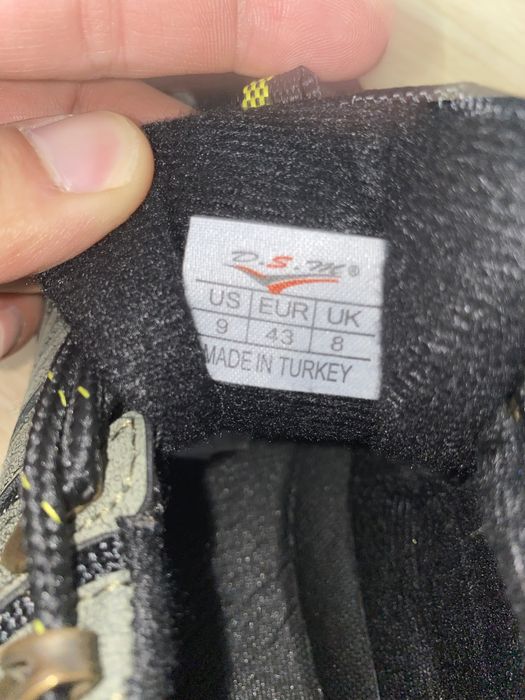 D.S.M®
US EUR UK
9 43 8
MADE IN TURKEY